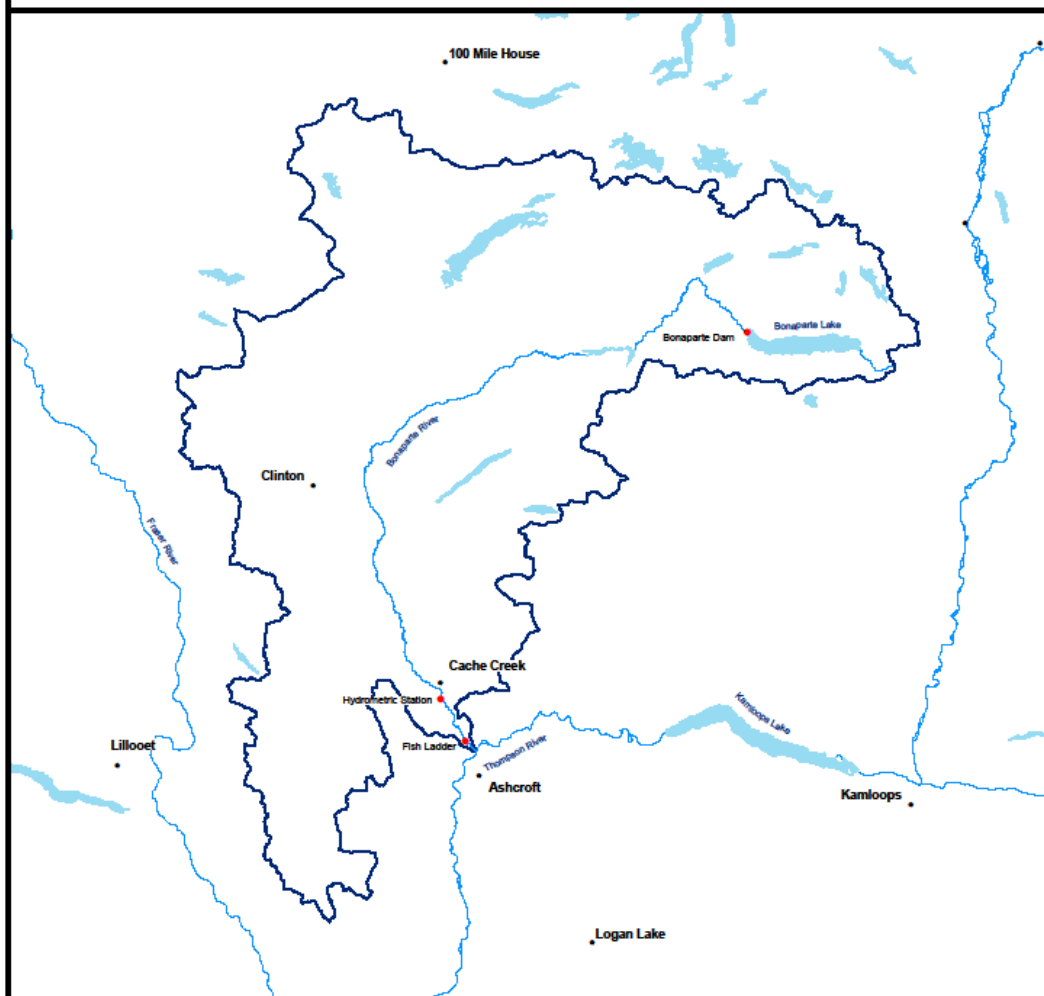 100 Mile House
Bonaparte Lake
Bonaparte Dam
Bonaparte River
Clinton
Fraser River
Cache Creek
Hydrometric Station
Kamloops Lake
Fish Ladder
Thompson River
Lillooet
Ashcroft
Kamloops
Logan Lake